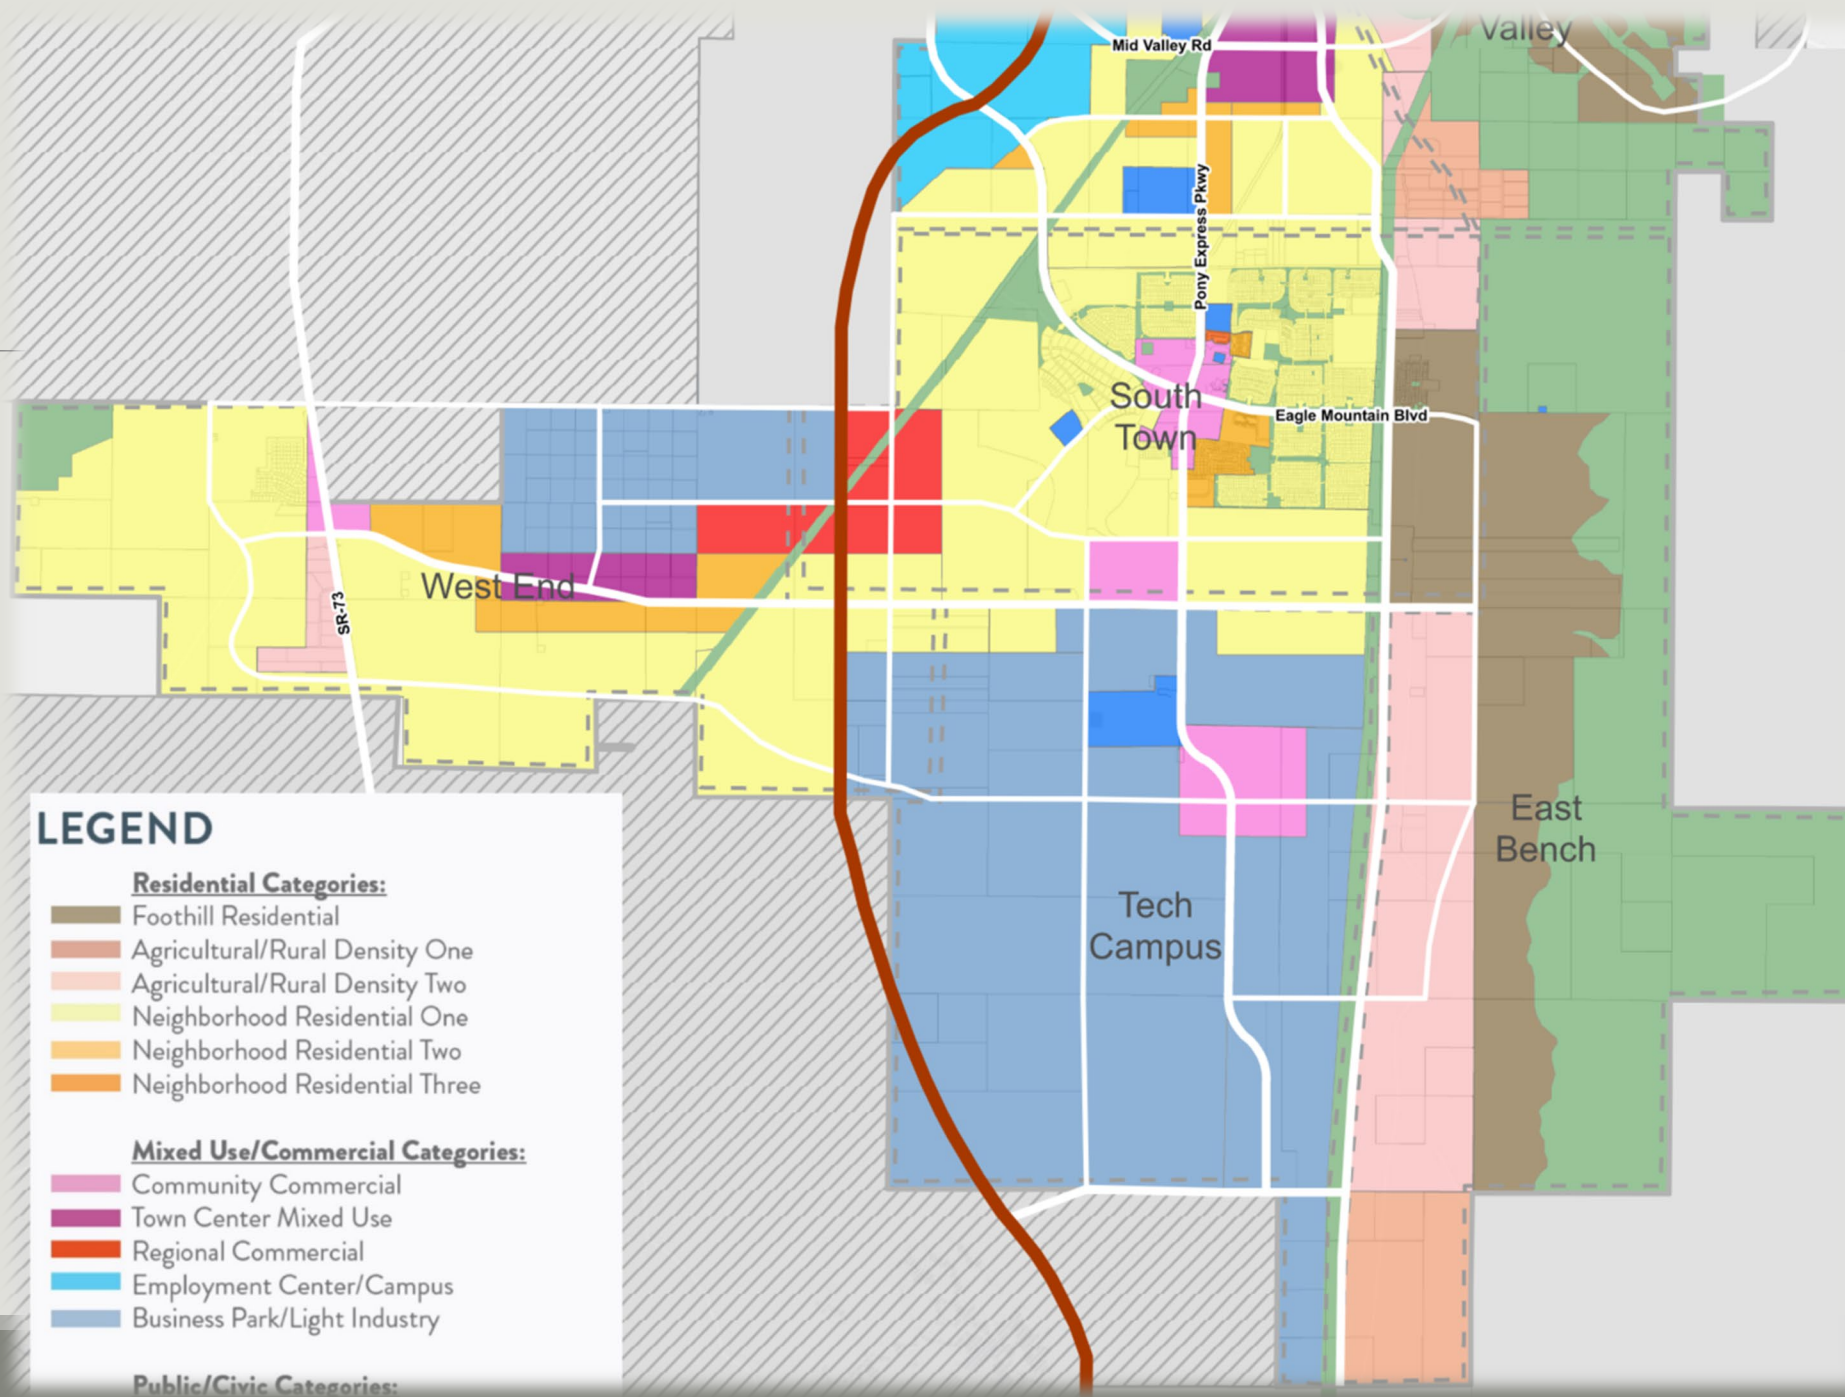 Valley
Mid Valley Rd
Pony Express Pkwy
South
Town
Eagle Mountain Blvd
West End
SR-73
East
Bench
Tech
Campus
LEGEND
Residential Categories:
Foothill Residential
Agricultural/Rural Density One
Agricultural/Rural Density Two
Neighborhood Residential One
Neighborhood Residential Two
Neighborhood Residential Three
Mixed Use/Commercial Categories:
Community Commercial
Town Center Mixed Use
Regional Commercial
Employment Center/Campus
Business Park/Light Industry
Public/Civic Categories: